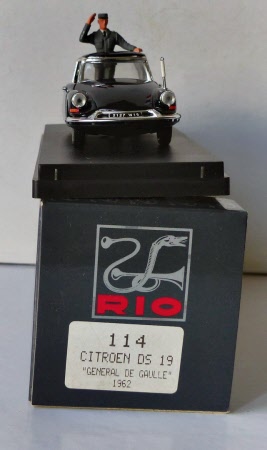 RIO
114
CITROEN DS 19
"GENERAL DE GAULLE"
1962